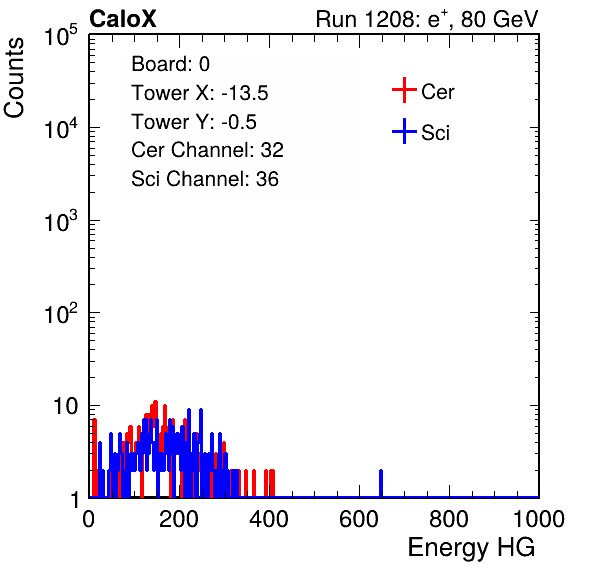 CaloX Run 1208: e⁺, 80 GeV
Counts
Board: 0
Tower X: -13.5
Tower Y: -0.5
Cer Channel: 32
Sci Channel: 36
Cer
Sci
10⁵
10⁴
10³
10²
10
1
0 200 400 600 800 1000
Energy HG